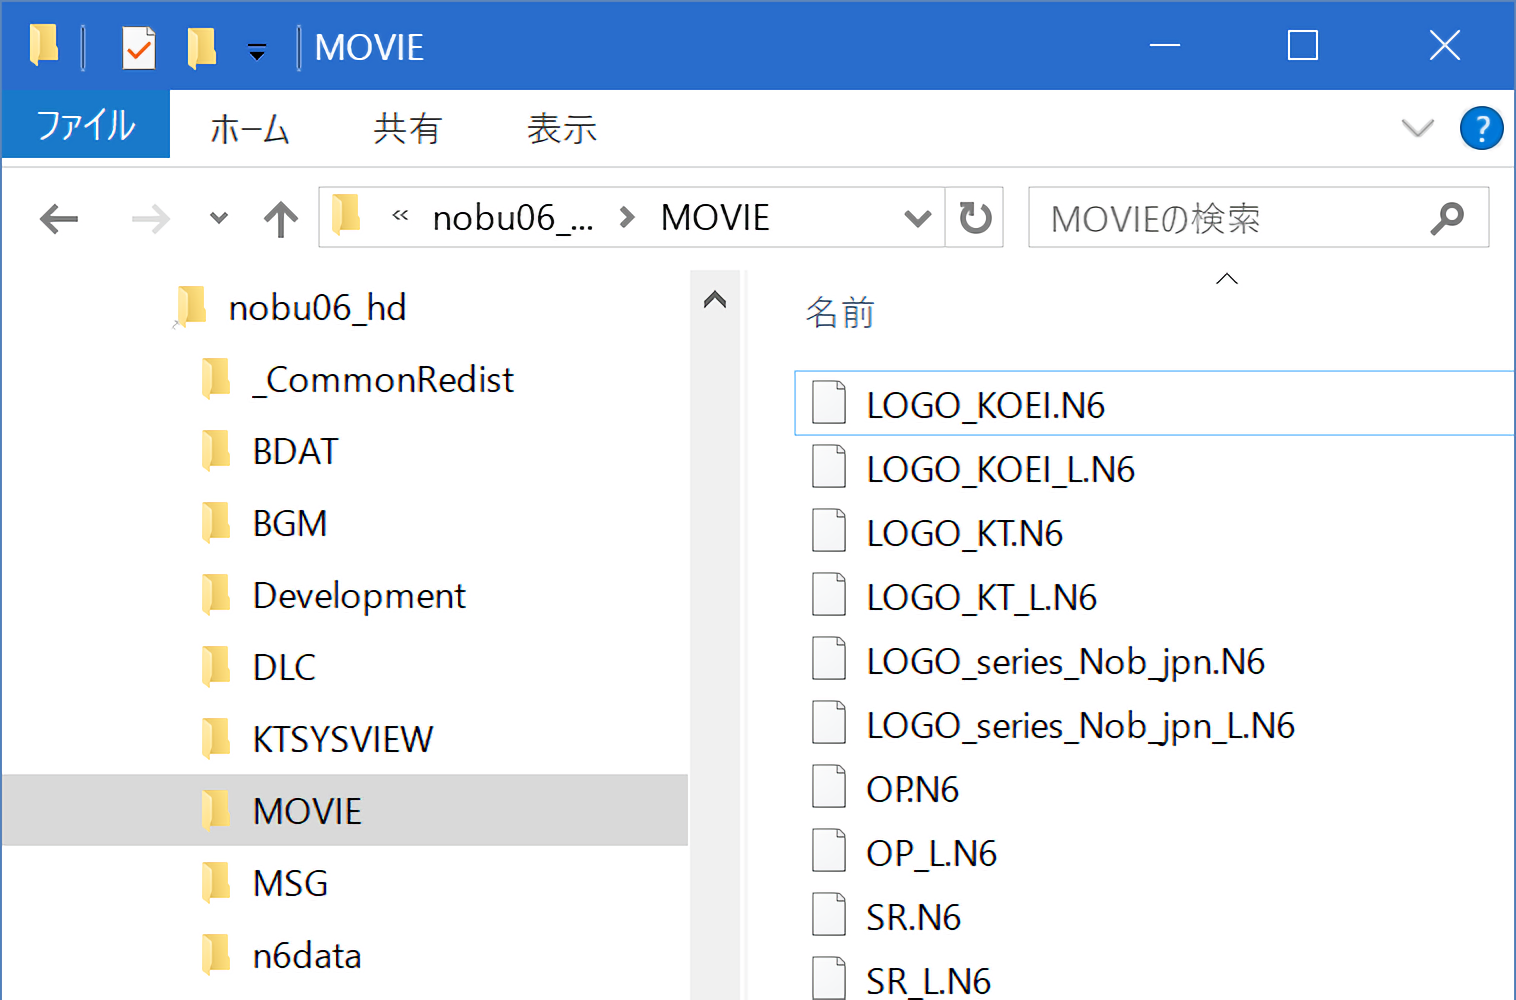 MOVIE
ファイル ホーム 共有 表示 ?
« nobu06_... > MOVIE MOVIEの検索
nobu06_hd
_CommonRedist
BDAT
BGM
Development
DLC
KTSYSVIEW
MOVIE
MSG
n6data
名前
LOGO_KOEI.N6
LOGO_KOEI_L.N6
LOGO_KT.N6
LOGO_KT_L.N6
LOGO_series_Nob_jpn.N6
LOGO_series_Nob_jpn_L.N6
OP.N6
OP_L.N6
SR.N6
SR_L.N6